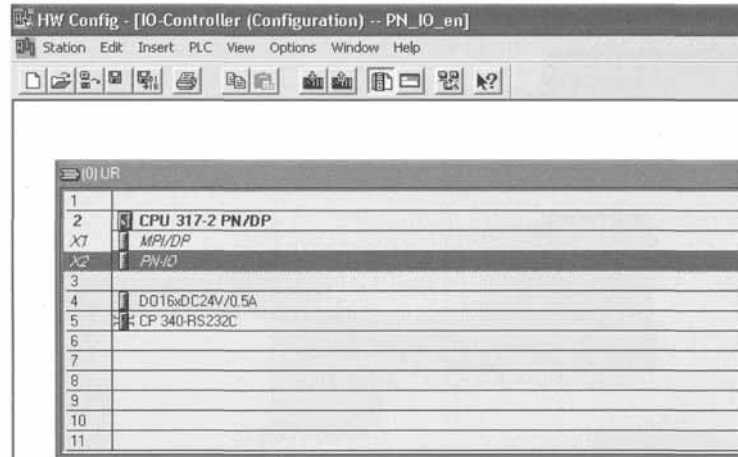 HW Config - [IO-Controller (Configuration) -- PN_IO_en]
Station Edit Insert PLC View Options Window Help
(0) UR
1
2 CPU 317-2 PN/DP
X1 MPI/DP
X2 PN-IO
3
4 DO16xDC24V/0.5A
5 CP 340-RS232C
6
7
8
9
10
11